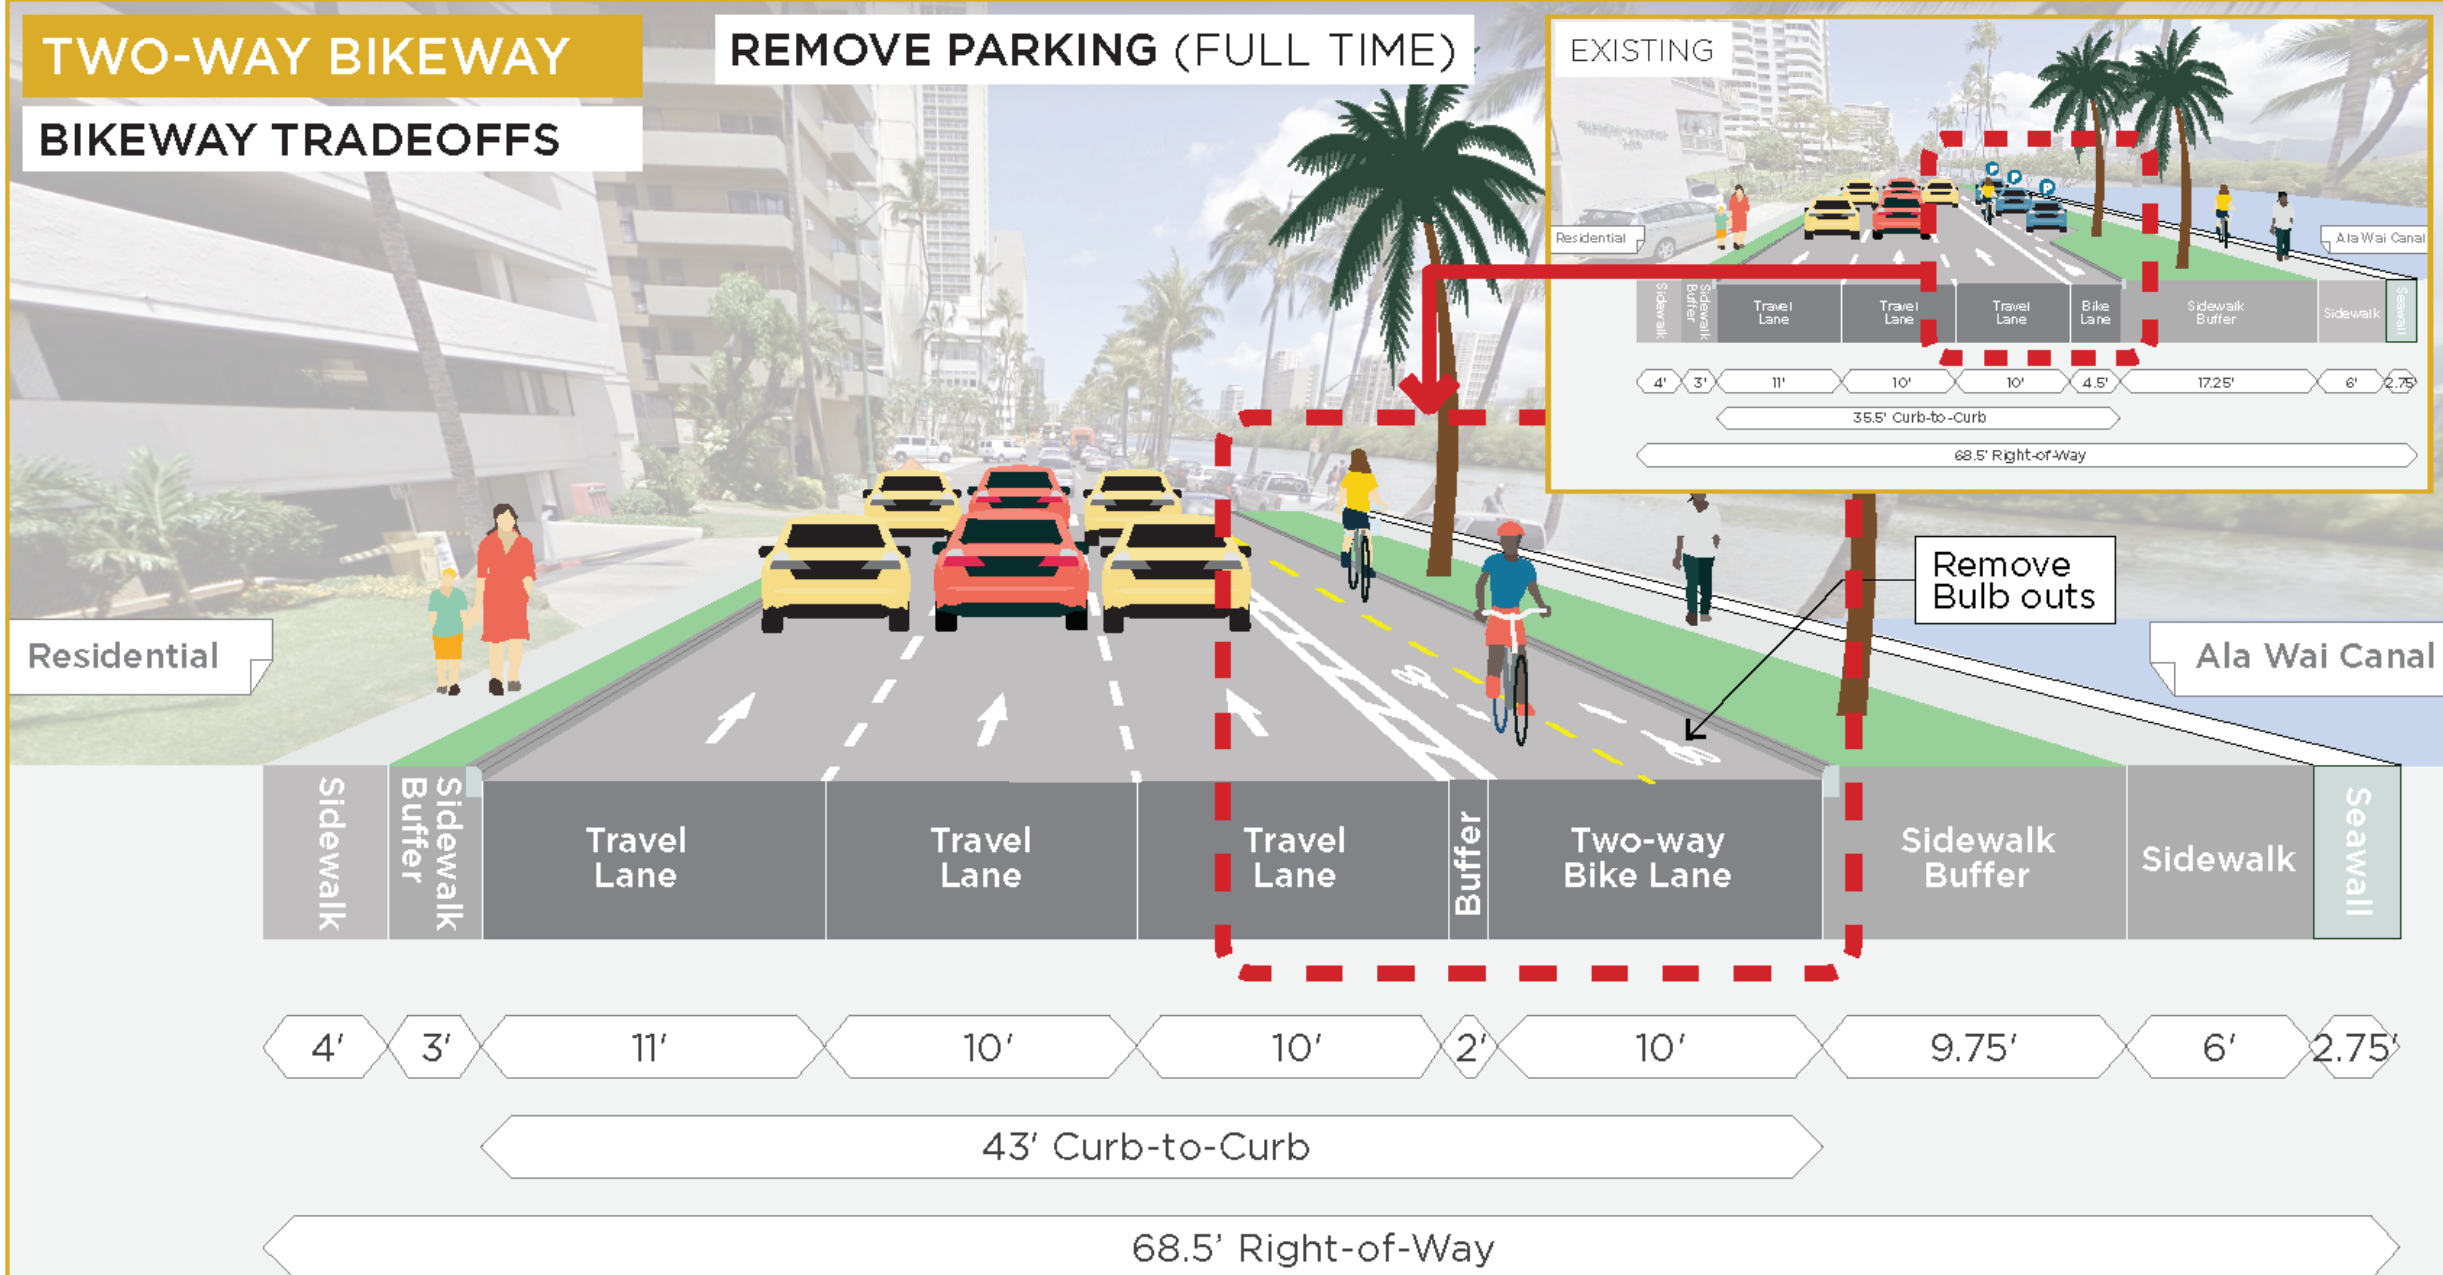 TWO-WAY BIKEWAY
BIKEWAY TRADEOFFS
REMOVE PARKING (FULL TIME)
EXISTING
P
P
P
Residential
Ala Wai Canal
Sidewalk
Sidewalk
Buffer
Travel
Lane
Travel
Lane
Travel
Lane
Bike
Lane
Sidewalk
Buffer
Sidewalk
Seawall
4' 3' 11' 10' 10' 4.5' 17.25' 6' 2.75'
35.5' Curb-to-Curb
68.5' Right-of-Way
Remove
Bulb outs
Residential
Ala Wai Canal
Sidewalk
Sidewalk
Buffer
Travel
Lane
Travel
Lane
Travel
Lane
Buffer
Two-way
Bike Lane
Sidewalk
Buffer
Sidewalk
Seawall
4' 3' 11' 10' 10' 2' 10' 9.75' 6' 2.75'
43' Curb-to-Curb
68.5' Right-of-Way